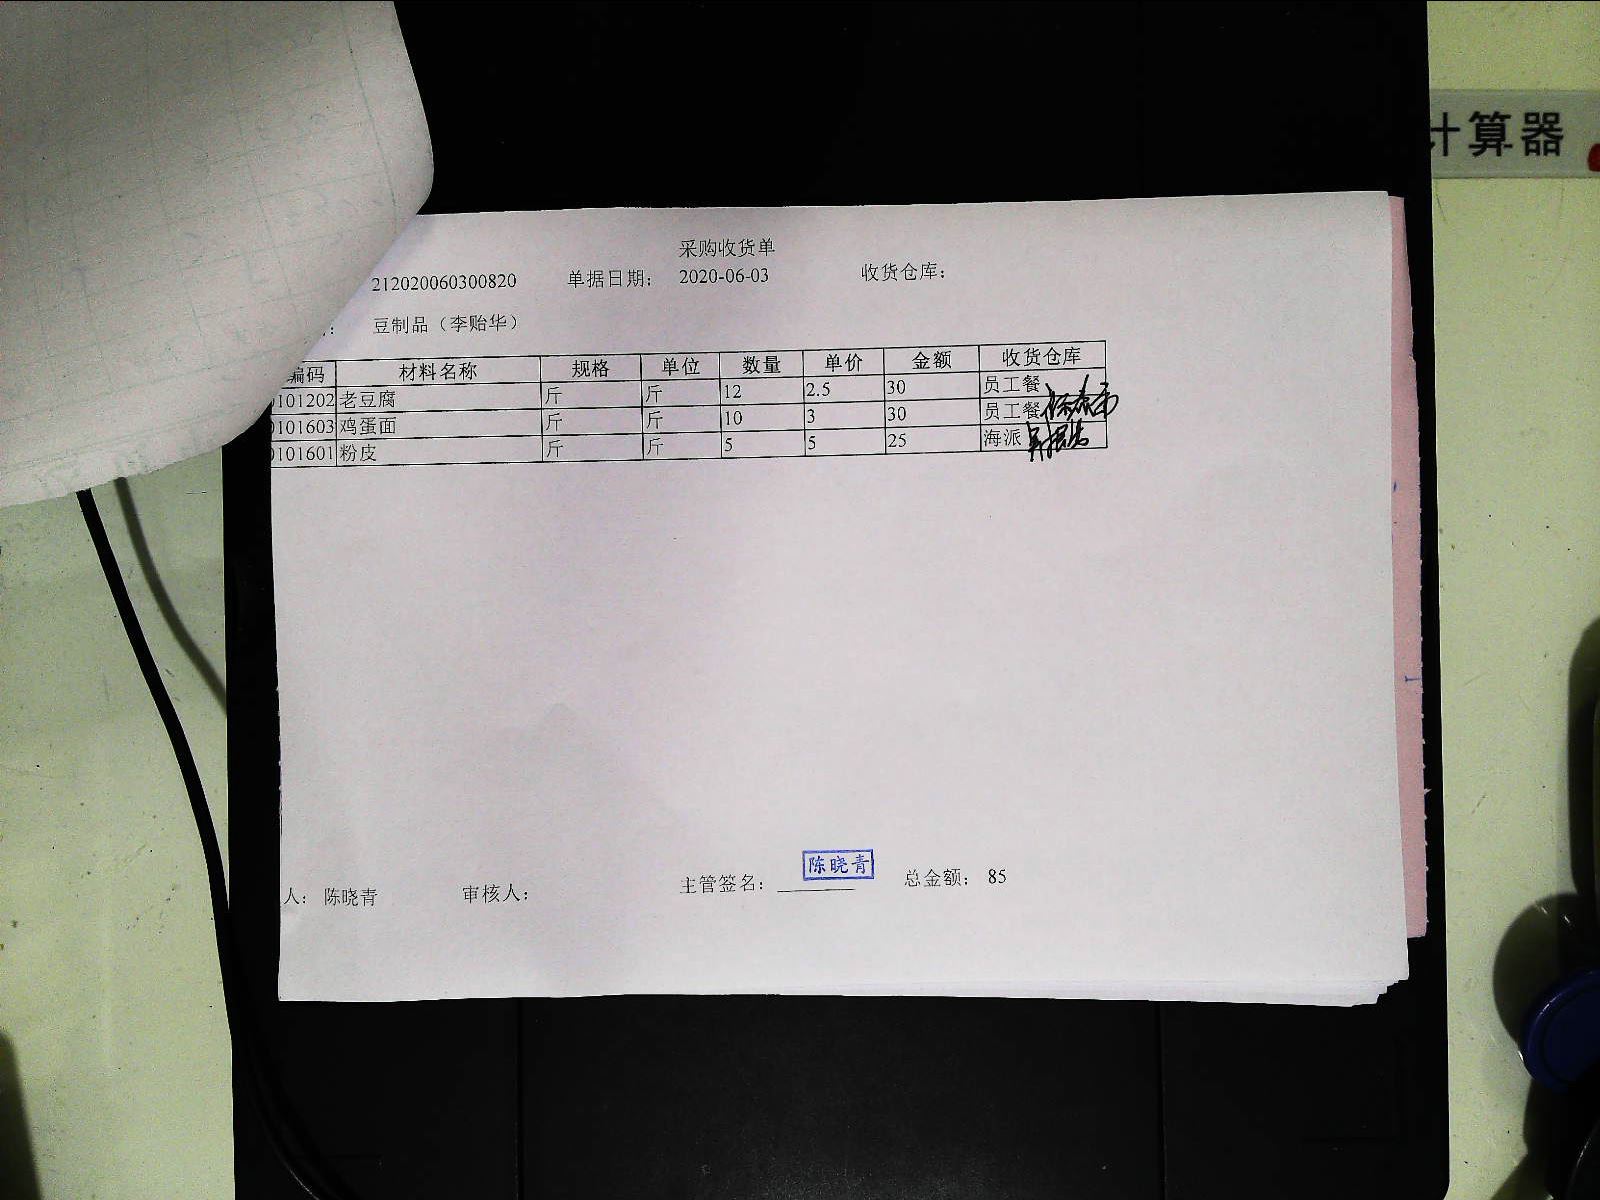 计算器
采购收货单
212020060300820 单据日期： 2020-06-03 收货仓库：
： 豆制品（李贻华）
编码 材料名称 规格 单位 数量 单价 金额 收货仓库
0101202 老豆腐 斤 斤 12 2.5 30 员工餐
0101603 鸡蛋面 斤 斤 10 3 30 员工餐
0101601 粉皮 斤 斤 5 5 25 海派
人： 陈晓青 审核人： 主管签名： 陈晓青 总金额： 85